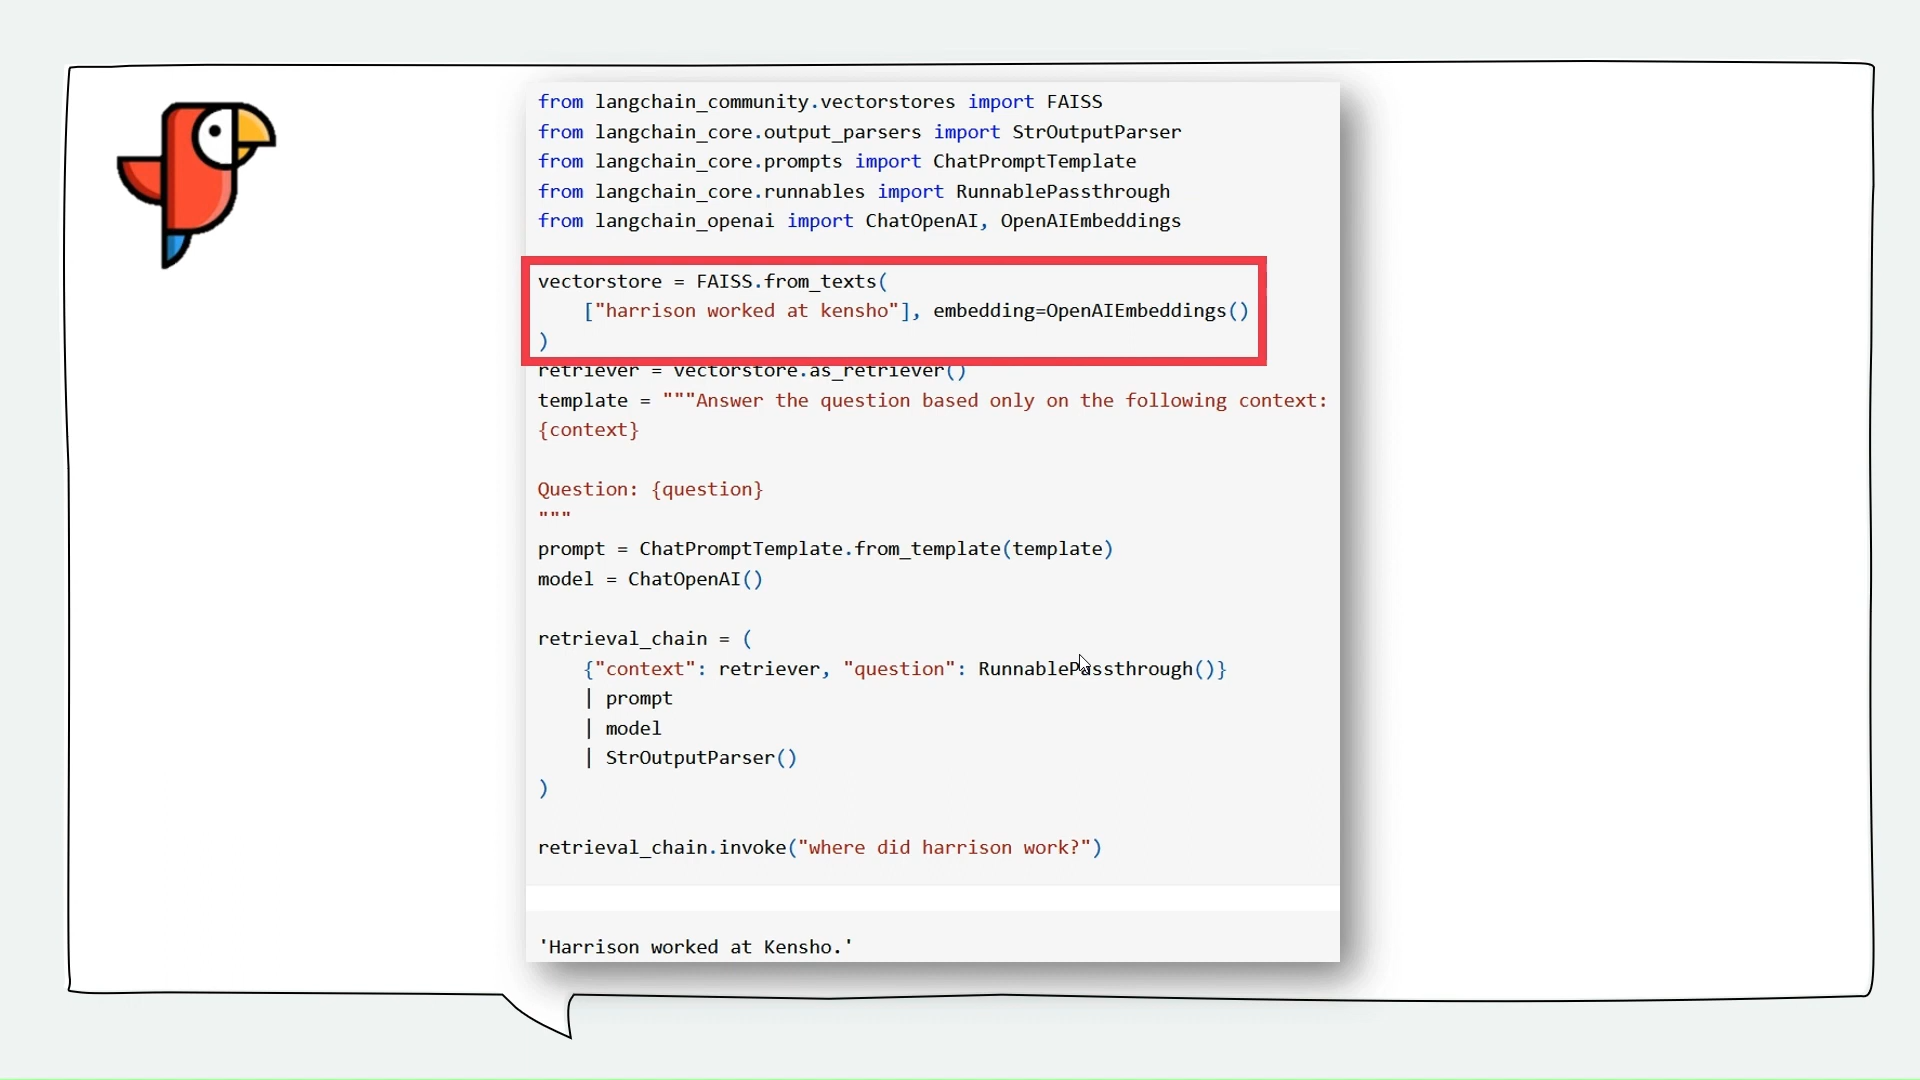 from langchain_community.vectorstores import FAISS
from langchain_core.output_parsers import StrOutputParser
from langchain_core.prompts import ChatPromptTemplate
from langchain_core.runnables import RunnablePassthrough
from langchain_openai import ChatOpenAI, OpenAIEmbeddings

vectorstore = FAISS.from_texts(
    ["harrison worked at kensho"], embedding=OpenAIEmbeddings()
)
retriever = vectorstore.as_retriever()
template = """Answer the question based only on the following context:
{context}

Question: {question}
"""
prompt = ChatPromptTemplate.from_template(template)
model = ChatOpenAI()

retrieval_chain = (
    {"context": retriever, "question": RunnablePassthrough()}
    | prompt
    | model
    | StrOutputParser()
)

retrieval_chain.invoke("where did harrison work?")

'Harrison worked at Kensho.'